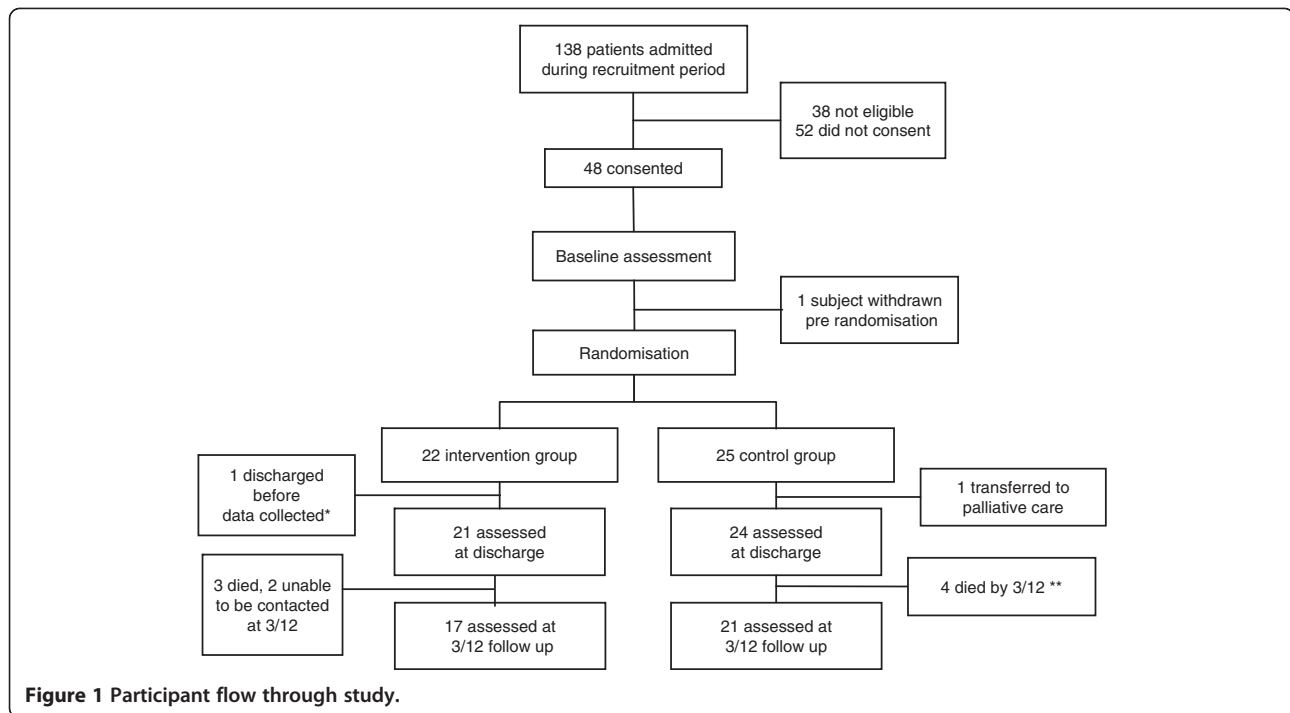 138 patients admitted
during recruitment period
38 not eligible
52 did not consent
48 consented
Baseline assessment
1 subject withdrawn
pre randomisation
Randomisation
22 intervention group
25 control group
1 discharged
before
data collected*
1 transferred to
palliative care
21 assessed
at discharge
24 assessed
at discharge
3 died, 2 unable
to be contacted
at 3/12
4 died by 3/12 **
17 assessed at
3/12 follow up
21 assessed at
3/12 follow up
Figure 1 Participant flow through study.